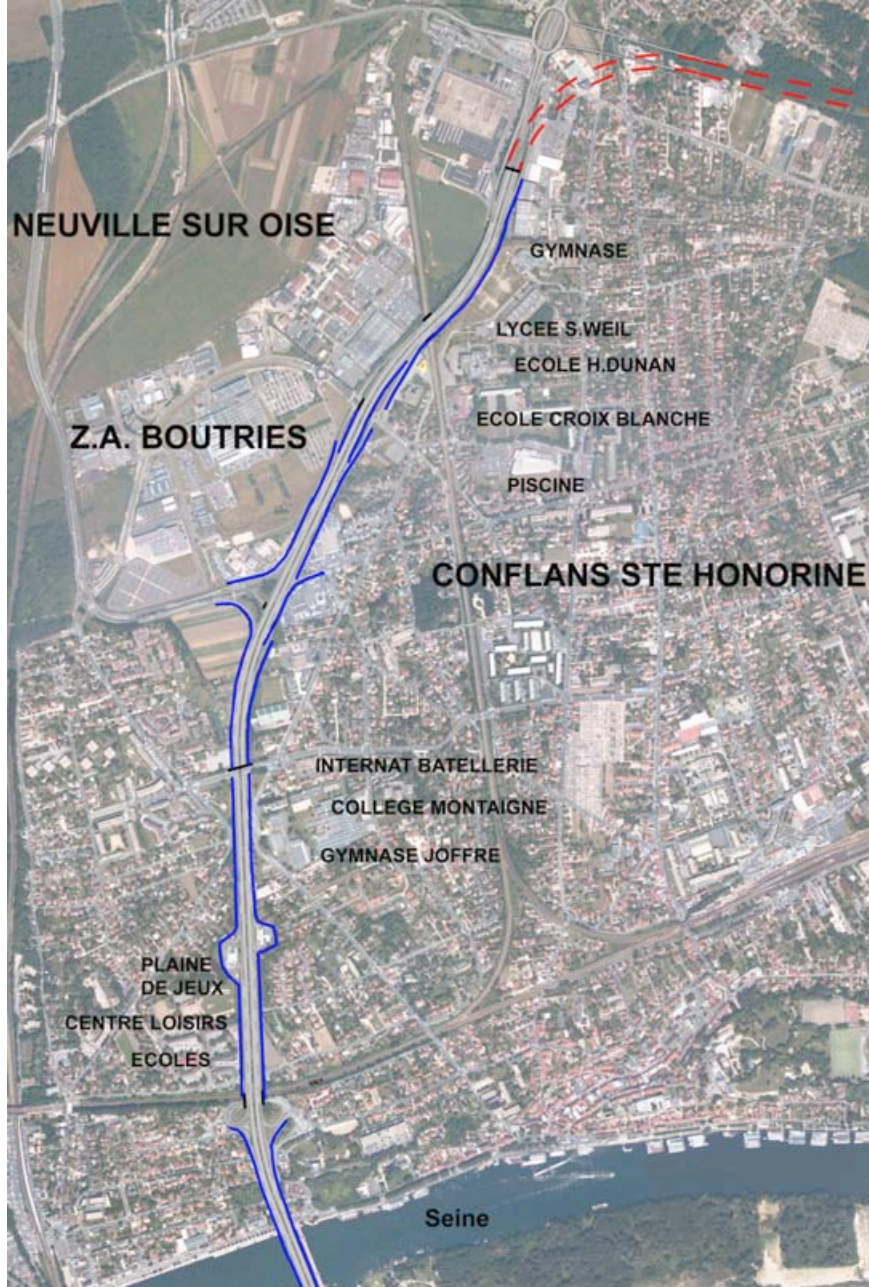 NEUVILLE SUR OISE
GYMNASE
LYCEE S.WEIL
ECOLE H.DUNAN
ECOLE CROIX BLANCHE
Z.A. BOUTRIES
PISCINE
CONFLANS STE HONORINE
INTERNAT BATELLERIE
COLLEGE MONTAIGNE
GYMNASE JOFFRE
PLAINE
DE JEUX
CENTRE LOISIRS
ECOLES
Seine